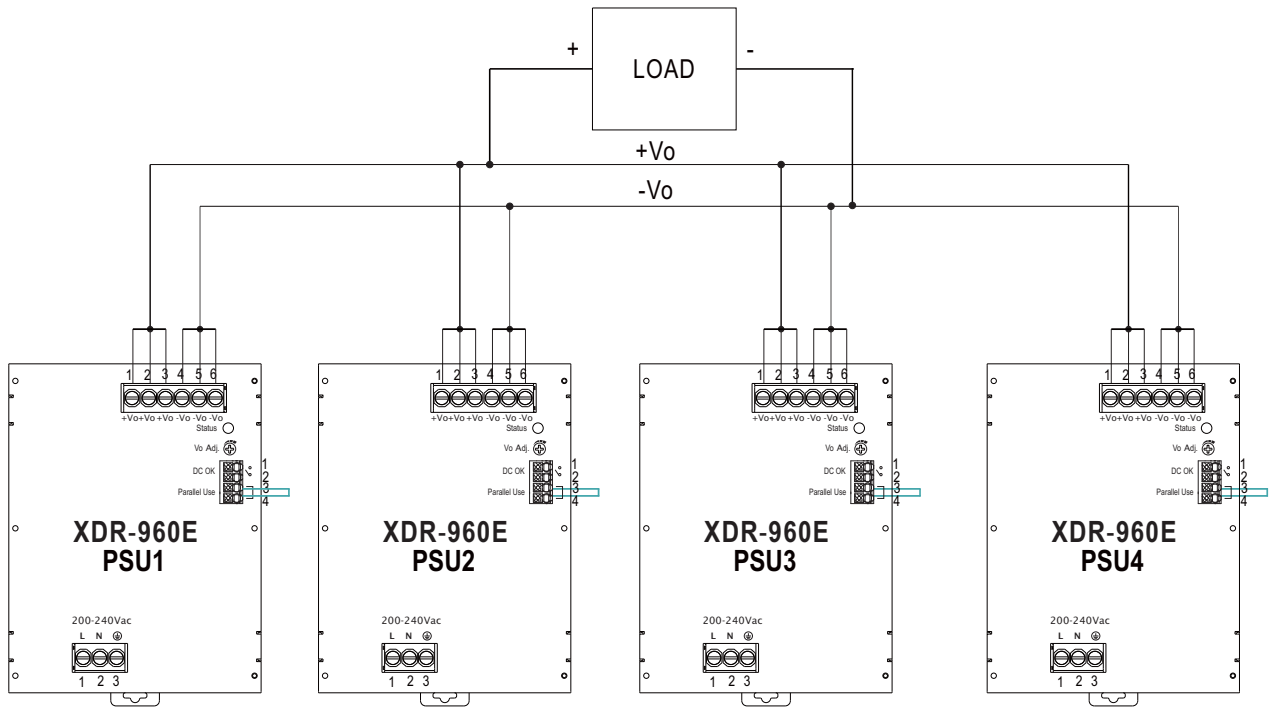 + LOAD -
+Vo
-Vo
1 2 3 4 5 6
+Vo +Vo +Vo -Vo -Vo -Vo
Status
Vo Adj.
DC OK
1
2
Parallel Use
3
4
XDR-960E
PSU1
200-240Vac
L N
1 2 3
1 2 3 4 5 6
+Vo +Vo +Vo -Vo -Vo -Vo
Status
Vo Adj.
DC OK
1
2
Parallel Use
3
4
XDR-960E
PSU2
200-240Vac
L N
1 2 3
1 2 3 4 5 6
+Vo +Vo +Vo -Vo -Vo -Vo
Status
Vo Adj.
DC OK
1
2
Parallel Use
3
4
XDR-960E
PSU3
200-240Vac
L N
1 2 3
1 2 3 4 5 6
+Vo +Vo +Vo -Vo -Vo -Vo
Status
Vo Adj.
DC OK
1
2
Parallel Use
3
4
XDR-960E
PSU4
200-240Vac
L N
1 2 3